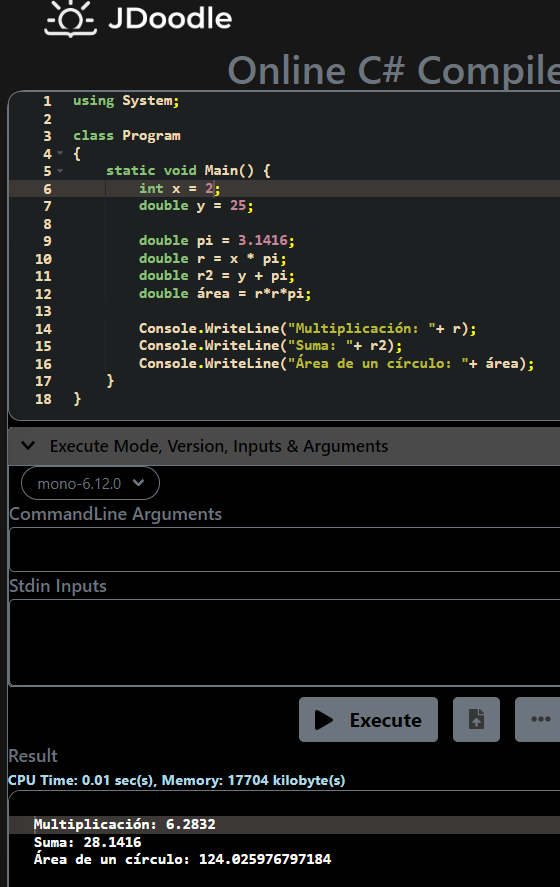 JDoodle
Online C# Compile
1 using System;
2
3 class Program
4 {
5 static void Main() {
6 int x = 2;
7 double y = 25;
8
9 double pi = 3.1416;
10 double r = x * pi;
11 double r2 = y + pi;
12 double área = r*r*pi;
13
14 Console.WriteLine("Multiplicación: "+ r);
15 Console.WriteLine("Suma: "+ r2);
16 Console.WriteLine("Área de un círculo: "+ área);
17 }
18 }
Execute Mode, Version, Inputs & Arguments
mono-6.12.0
CommandLine Arguments
Stdin Inputs
Execute
Result
CPU Time: 0.01 sec(s), Memory: 17704 kilobyte(s)
Multiplicación: 6.2832
Suma: 28.1416
Área de un círculo: 124.025976797184